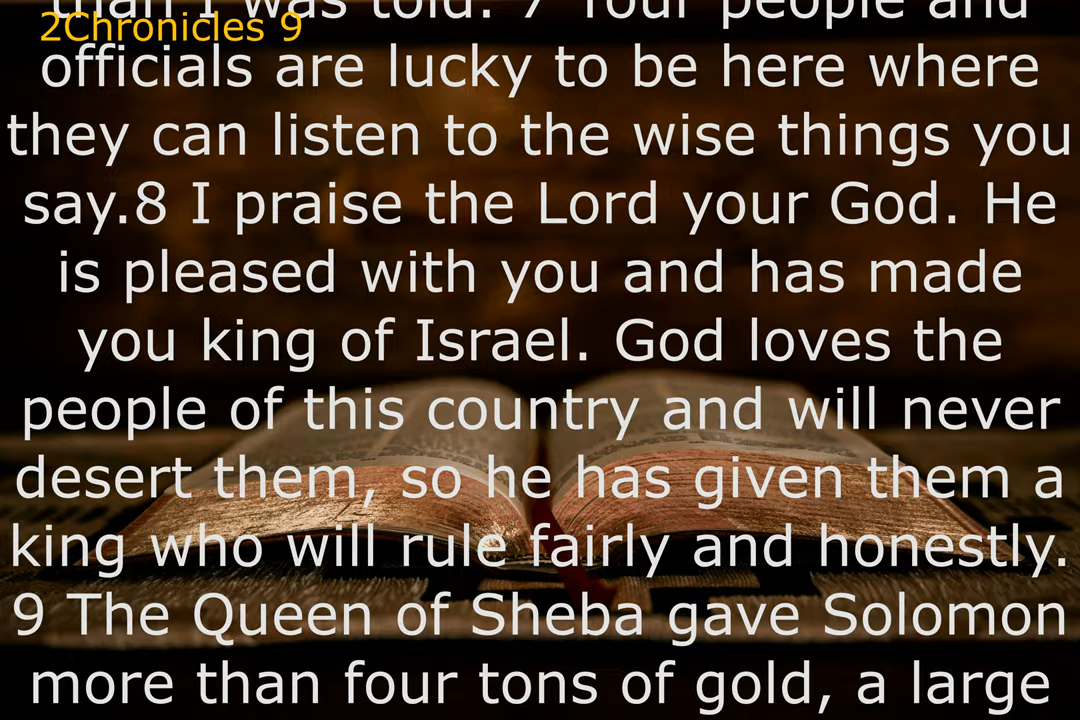 than I was told. 7 Your people and
2Chronicles 9
officials are lucky to be here where
they can listen to the wise things you
say.8 I praise the Lord your God. He
is pleased with you and has made
you king of Israel. God loves the
people of this country and will never
desert them, so he has given them a
king who will rule fairly and honestly.
9 The Queen of Sheba gave Solomon
more than four tons of gold, a large